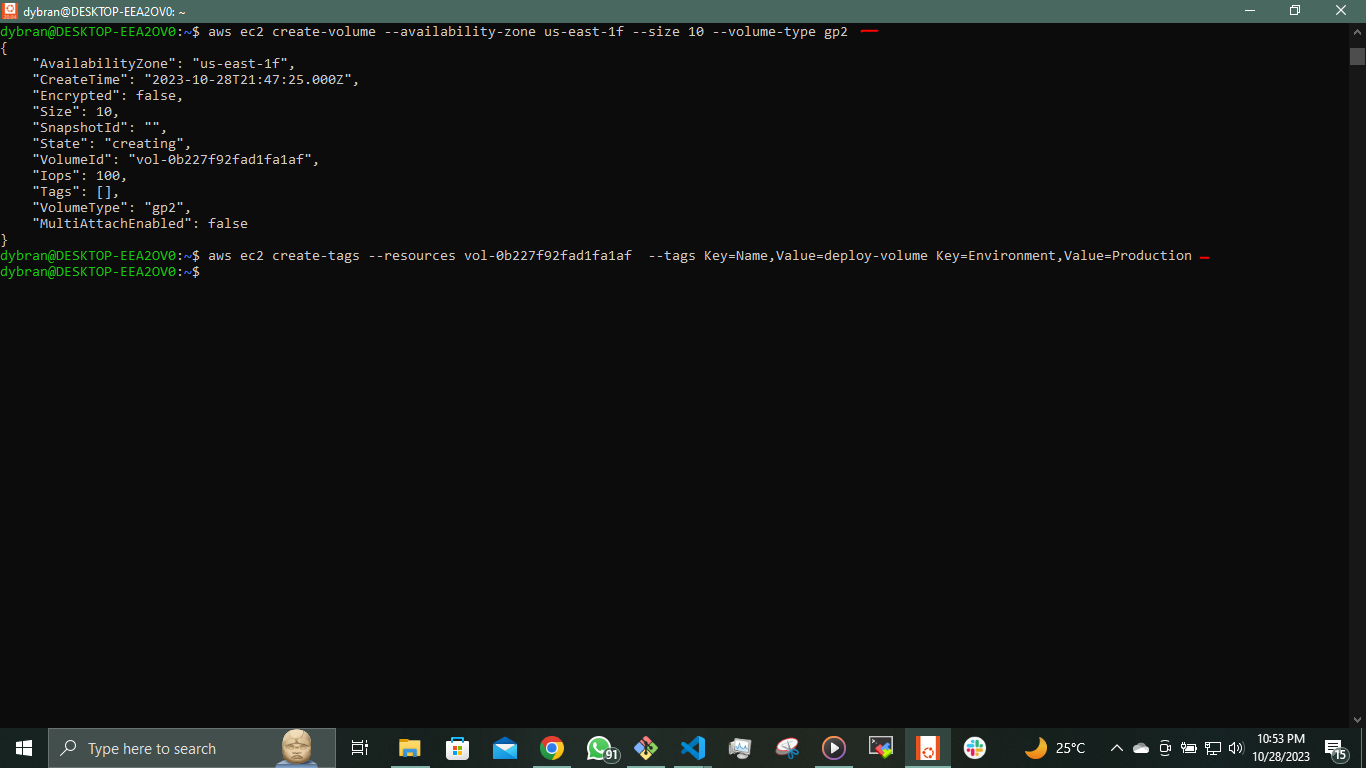 dybran@DESKTOP-EEA2OV0: ~
dybran@DESKTOP-EEA2OV0:~$ aws ec2 create-volume --availability-zone us-east-1f --size 10 --volume-type gp2
{
    "AvailabilityZone": "us-east-1f",
    "CreateTime": "2023-10-28T21:47:25.000Z",
    "Encrypted": false,
    "Size": 10,
    "SnapshotId": "",
    "State": "creating",
    "VolumeId": "vol-0b227f92fad1fa1af",
    "Iops": 100,
    "Tags": [],
    "VolumeType": "gp2",
    "MultiAttachEnabled": false
}
dybran@DESKTOP-EEA2OV0:~$ aws ec2 create-tags --resources vol-0b227f92fad1fa1af  --tags Key=Name,Value=deploy-volume Key=Environment,Value=Production
dybran@DESKTOP-EEA2OV0:~$
Type here to search
91
25°C
10:53 PM
10/28/2023
15